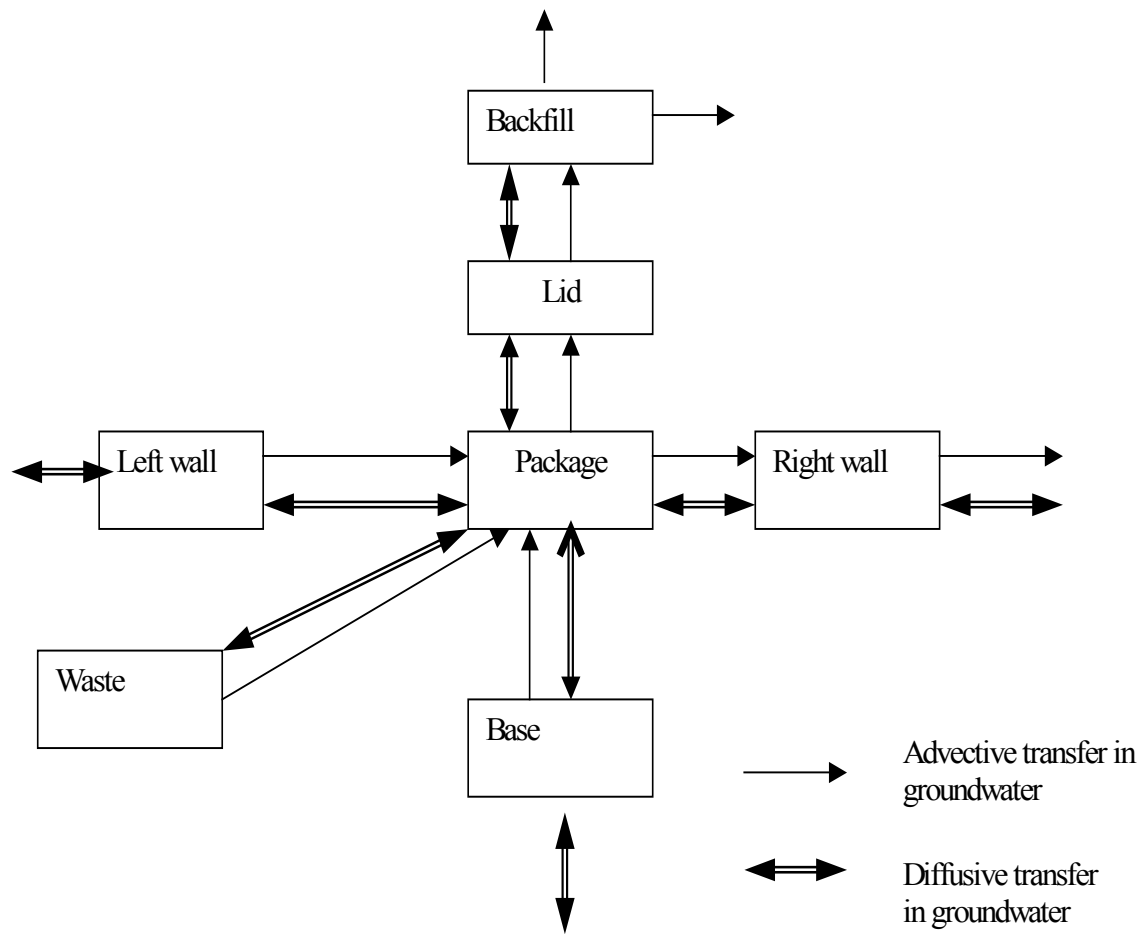 Backfill
Lid
Left wall
Package
Right wall
Waste
Base
Advective transfer in
groundwater
Diffusive transfer
in groundwater